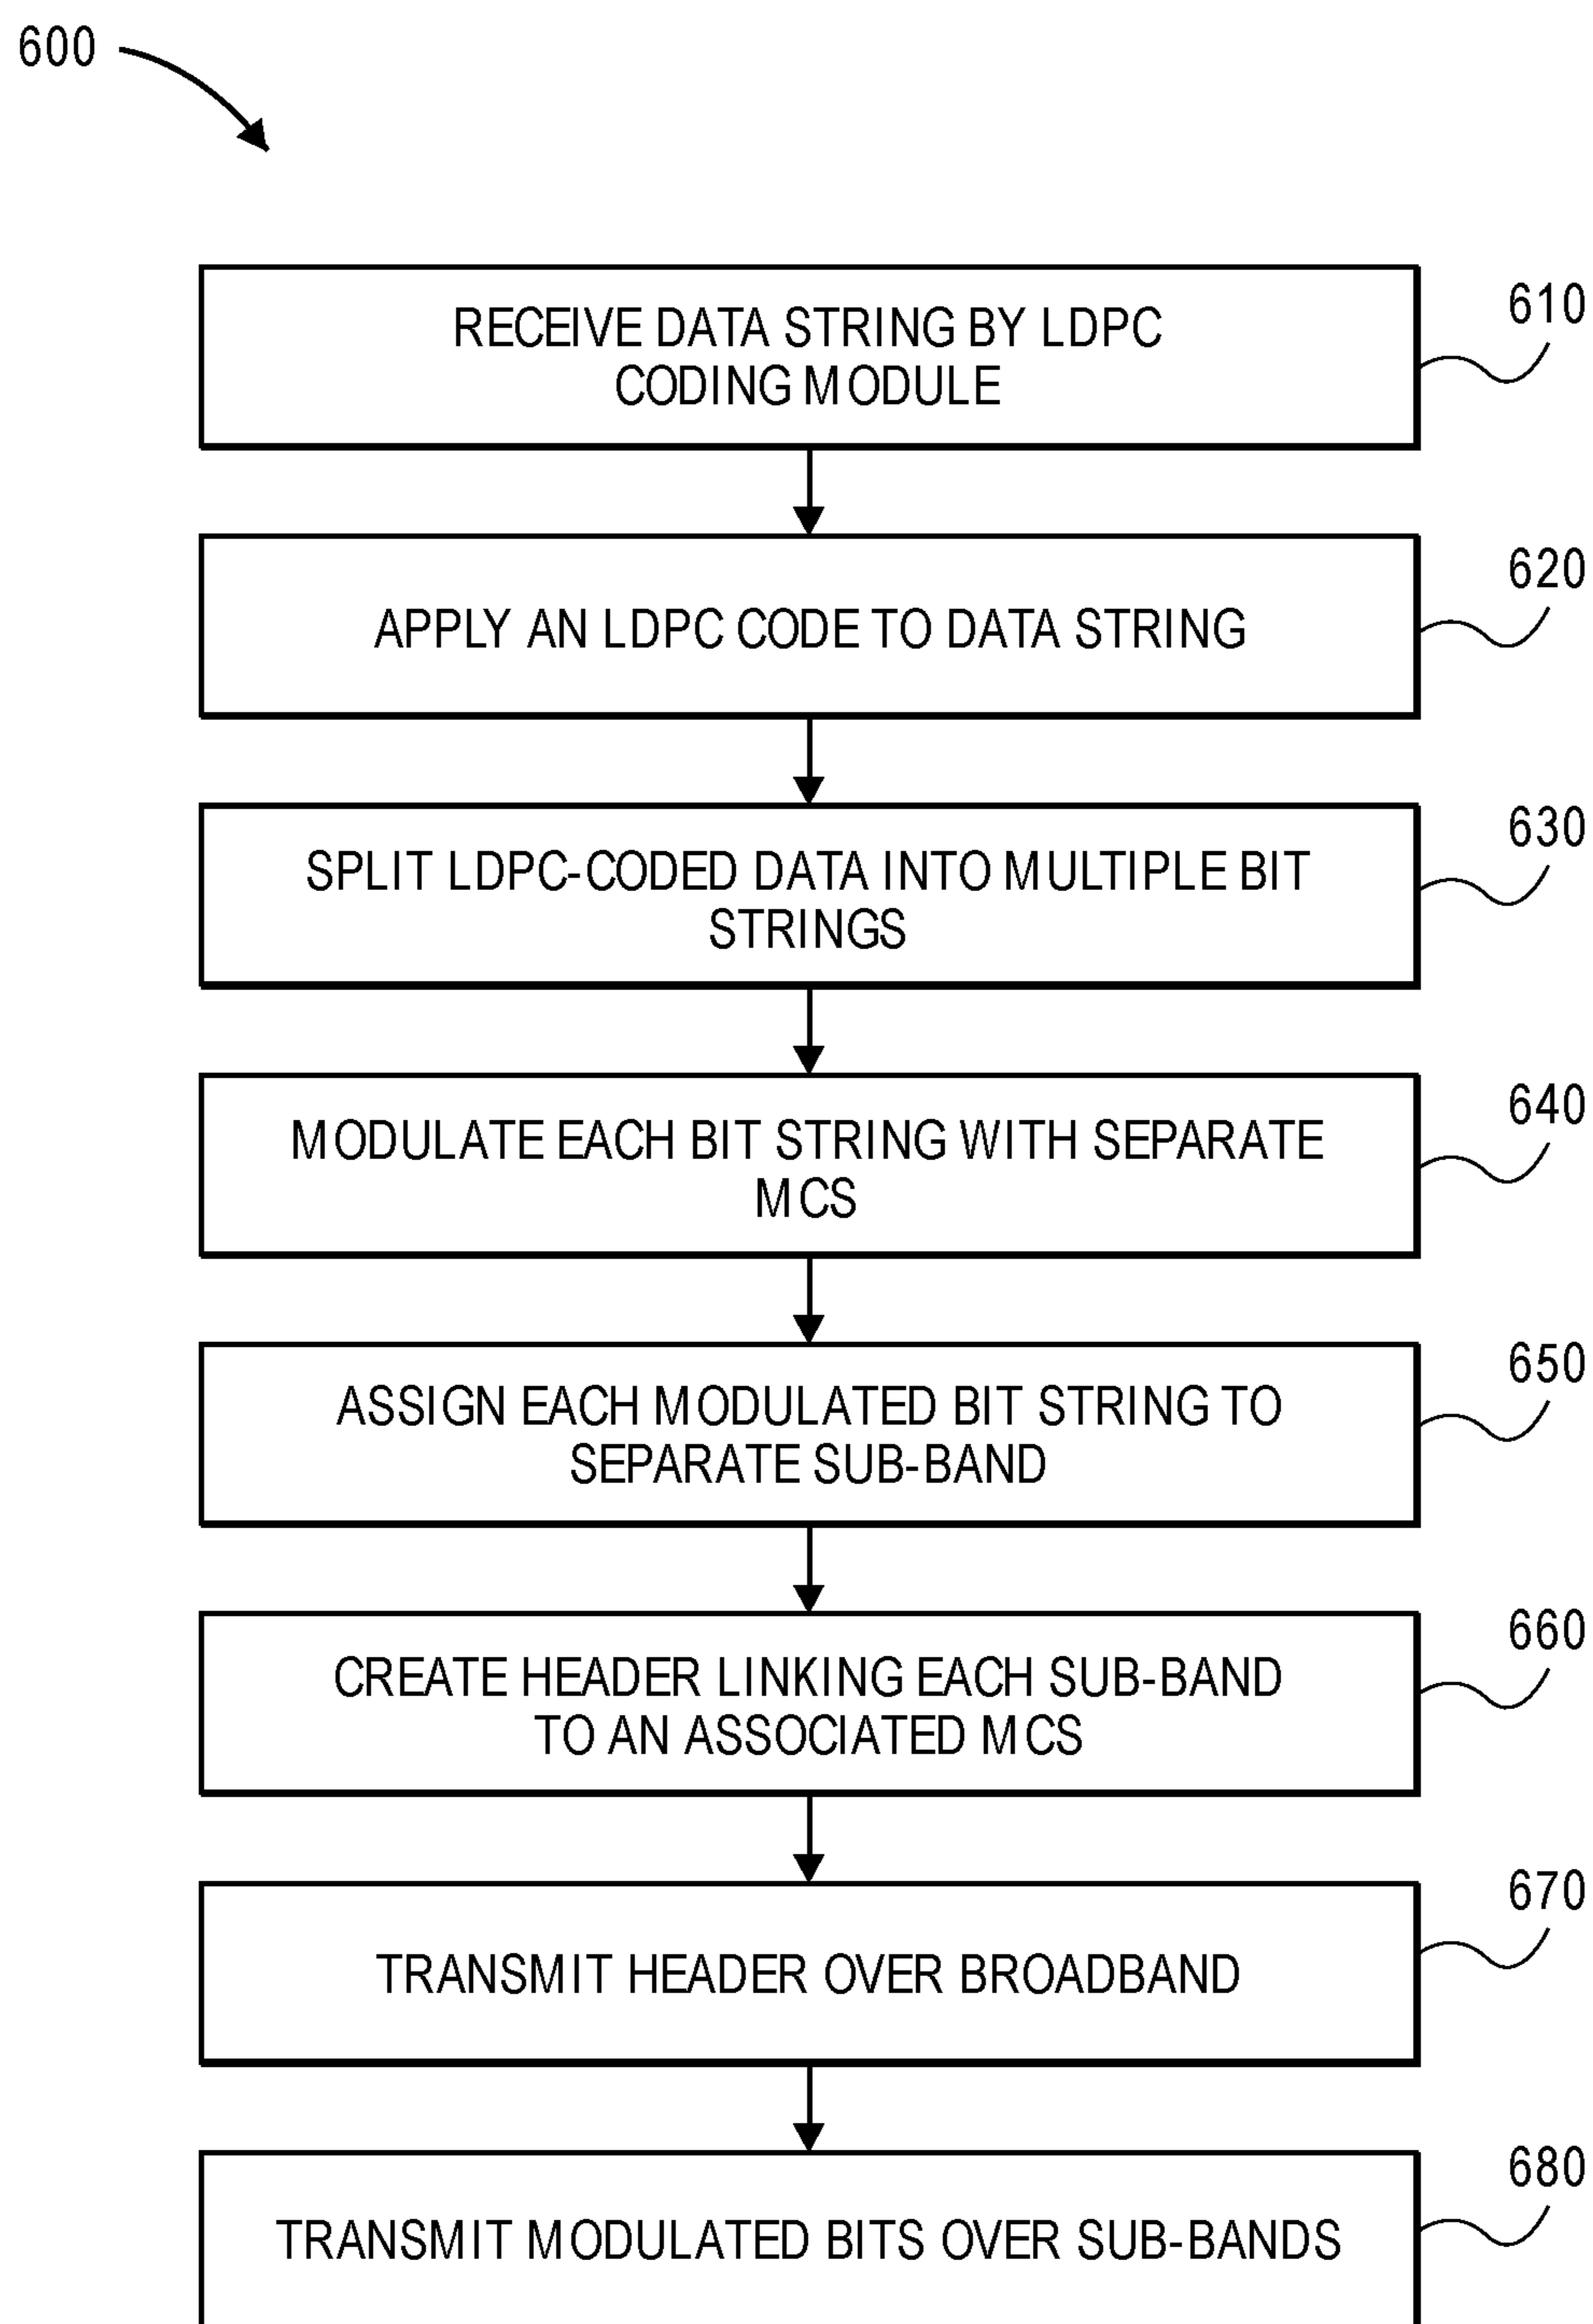 600
RECEIVE DATA STRING BY LDPC
CODING MODULE
610
APPLY AN LDPC CODE TO DATA STRING
620
SPLIT LDPC-CODED DATA INTO MULTIPLE BIT
STRINGS
630
MODULATE EACH BIT STRING WITH SEPARATE
MCS
640
ASSIGN EACH MODULATED BIT STRING TO
SEPARATE SUB-BAND
650
CREATE HEADER LINKING EACH SUB-BAND
TO AN ASSOCIATED MCS
660
TRANSMIT HEADER OVER BROADBAND
670
TRANSMIT MODULATED BITS OVER SUB-BANDS
680